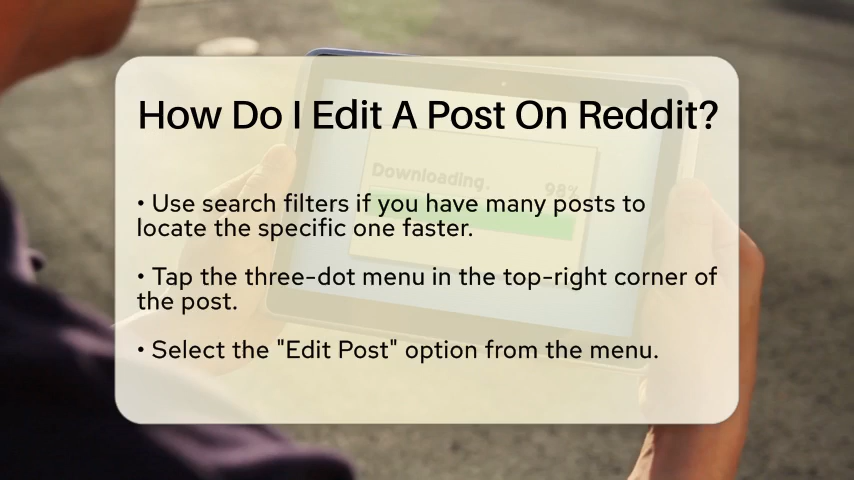 How Do I Edit A Post On Reddit?
Downloading.
98%
• Use search filters if you have many posts to
locate the specific one faster.
• Tap the three-dot menu in the top-right corner of
the post.
• Select the "Edit Post" option from the menu.